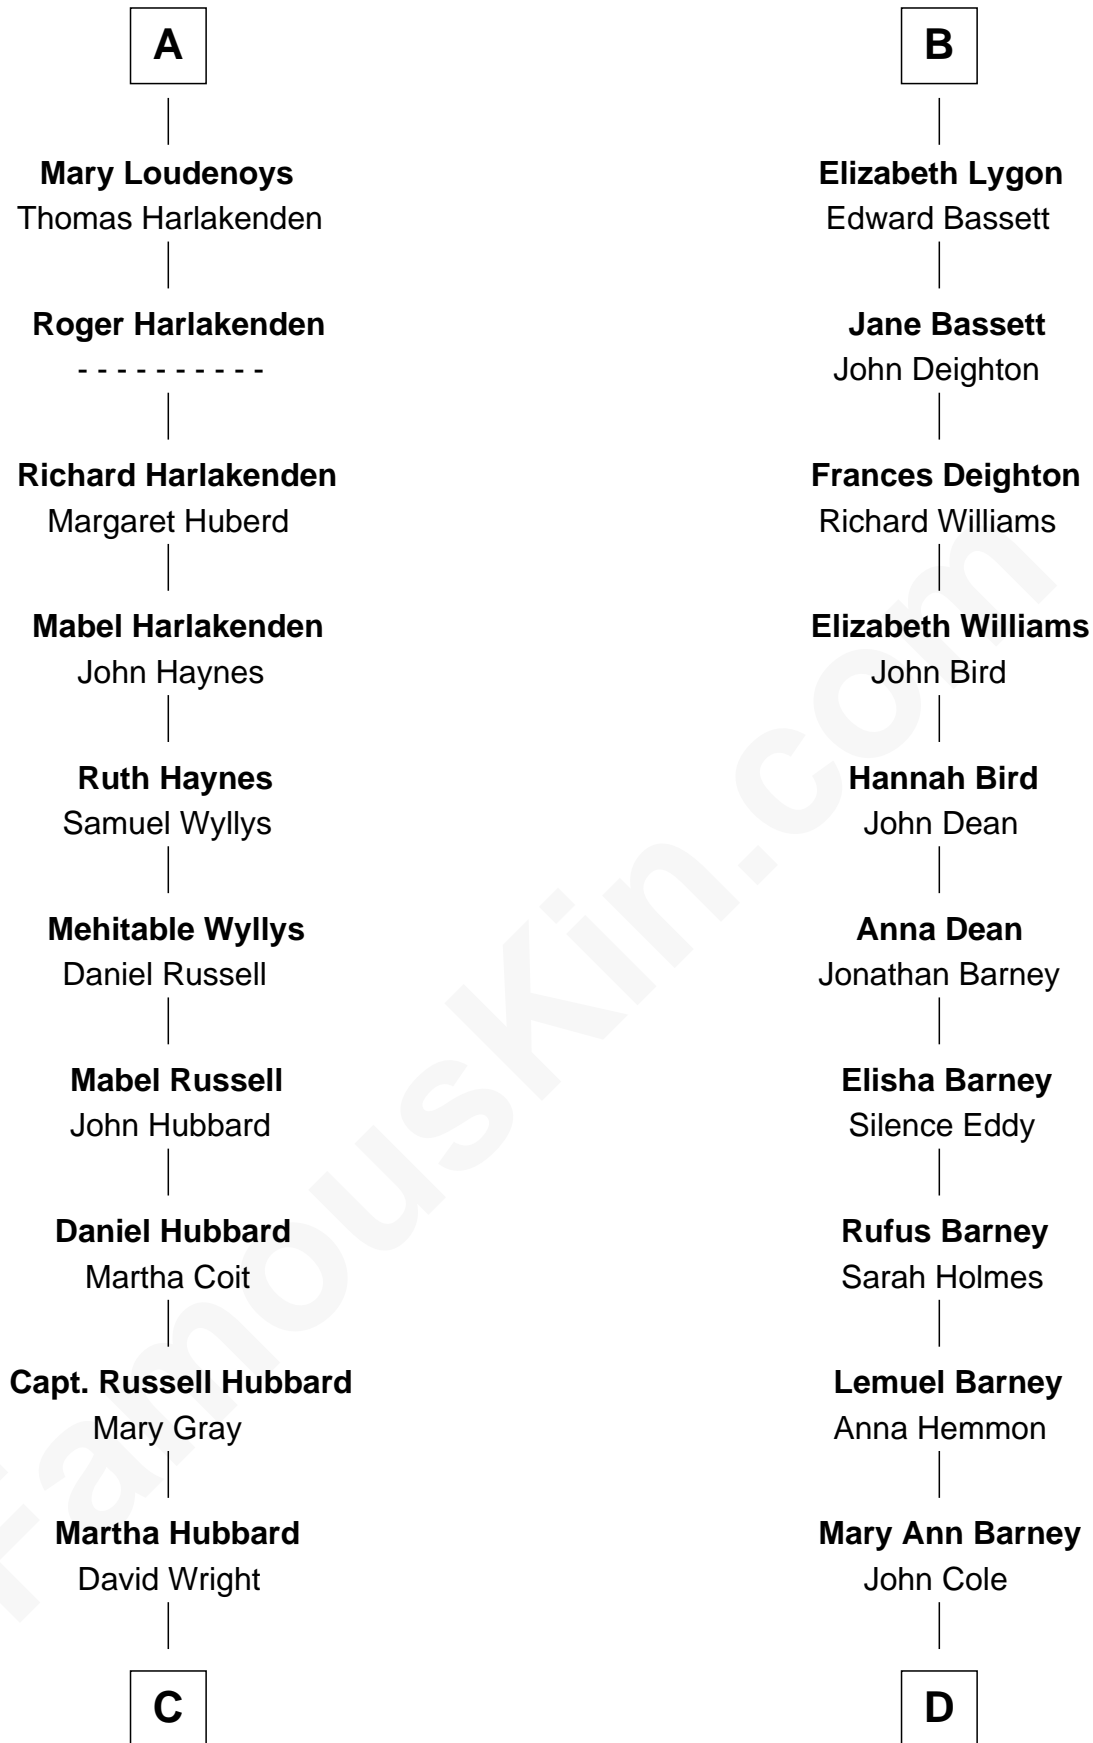 A
Mary Loudenoys
Thomas Harlakenden
Roger Harlakenden
- - - - - - - - - -
Richard Harlakenden
Margaret Huberd
Mabel Harlakenden
John Haynes
Ruth Haynes
Samuel Wyllys
Mehitable Wyllys
Daniel Russell
Mabel Russell
John Hubbard
Daniel Hubbard
Martha Coit
Capt. Russell Hubbard
Mary Gray
Martha Hubbard
David Wright
C
B
Elizabeth Lygon
Edward Bassett
Jane Bassett
John Deighton
Frances Deighton
Richard Williams
Elizabeth Williams
John Bird
Hannah Bird
John Dean
Anna Dean
Jonathan Barney
Elisha Barney
Silence Eddy
Rufus Barney
Sarah Holmes
Lemuel Barney
Anna Hemmon
Mary Ann Barney
John Cole
D
FamousKin.com